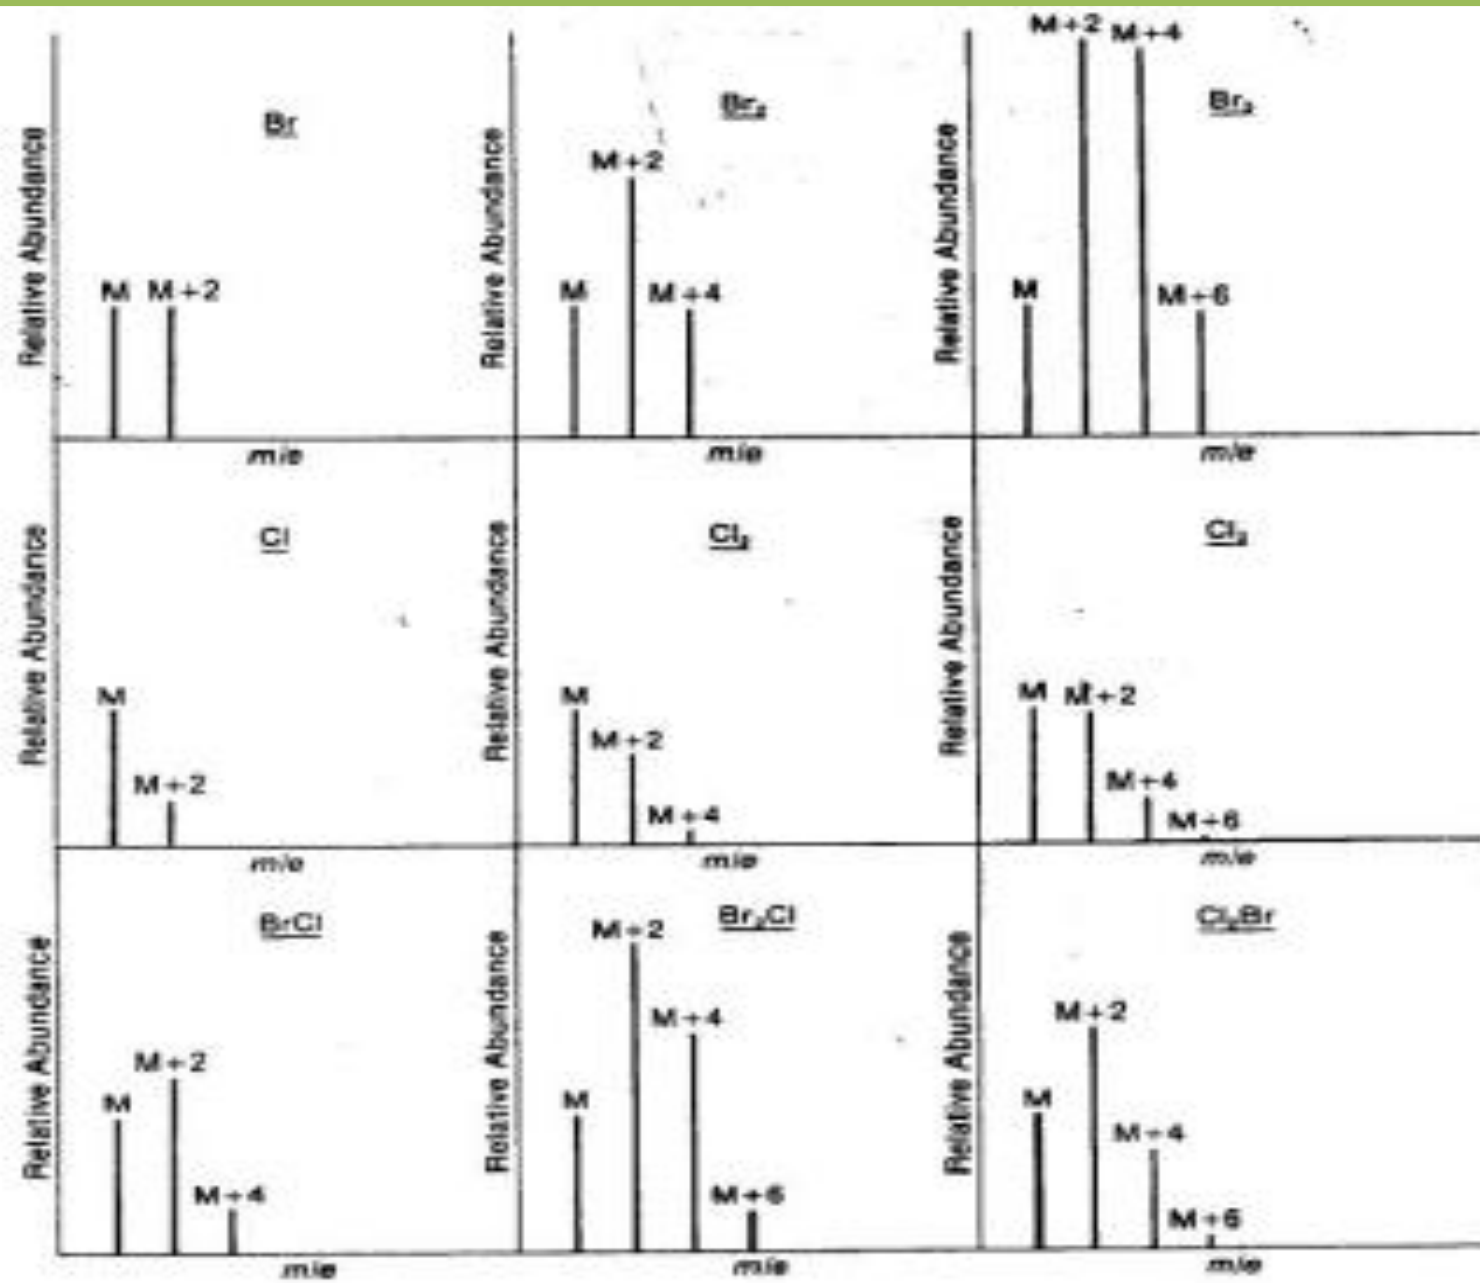 Br
Relative Abundance
M M+2
m/e
Br₂
Relative Abundance
M+2
M
M+4
m/e
M+2 M+4
Br₃
Relative Abundance
M
M+6
m/e
Cl
Relative Abundance
M
M+2
m/e
Cl₂
Relative Abundance
M
M+2
M+4
m/e
Cl₃
Relative Abundance
M M+2
M+4
M+6
m/e
BrCl
Relative Abundance
M+2
M
M+4
m/e
Br₂Cl
Relative Abundance
M+2
M+4
M
M+6
m/e
Cl₂Br
Relative Abundance
M+2
M
M+4
M+6
m/e